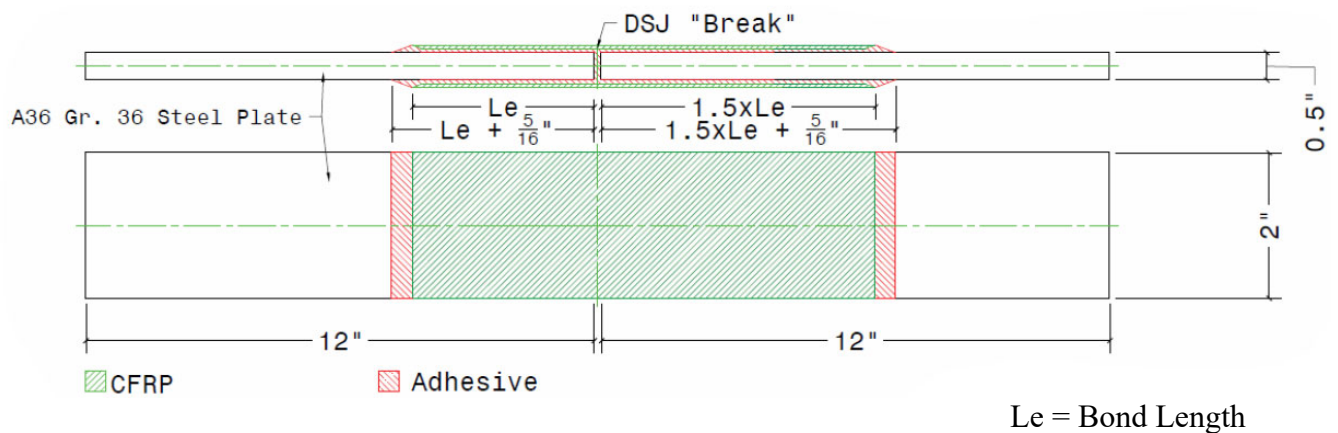 DSJ "Break"
A36 Gr. 36 Steel Plate
Le
1.5xLe
Le + 5/16"
1.5xLe + 5/16"
0.5"
2"
12"
12"
CFRP
Adhesive
Le = Bond Length